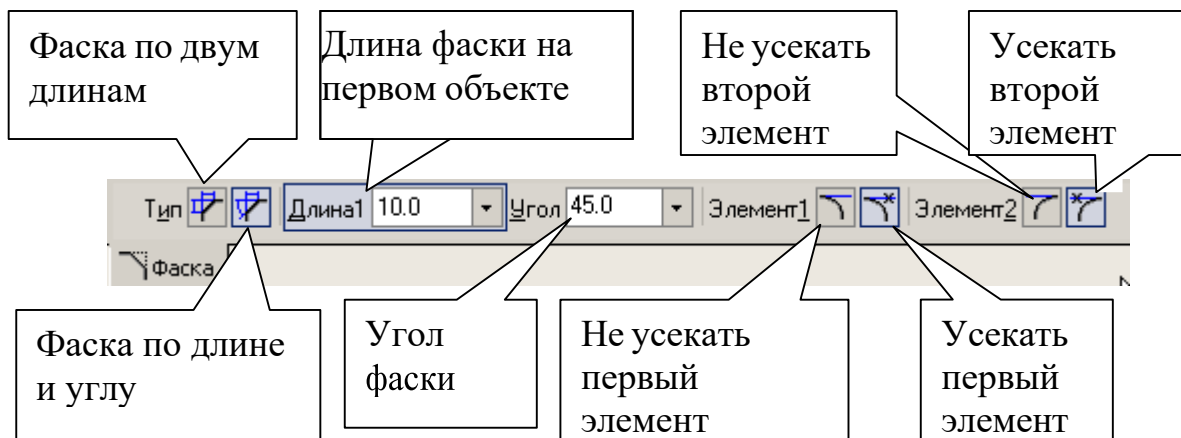 Фаска по двум
длинам
Длина фаски на
первом объекте
Не усекать
второй
элемент
Усекать
второй
элемент
Тип Длина1 10.0 Угол 45.0 Элемент1 Элемент2
Фаска
Фаска по длине
и углу
Угол
фаски
Не усекать
первый
элемент
Усекать
первый
элемент